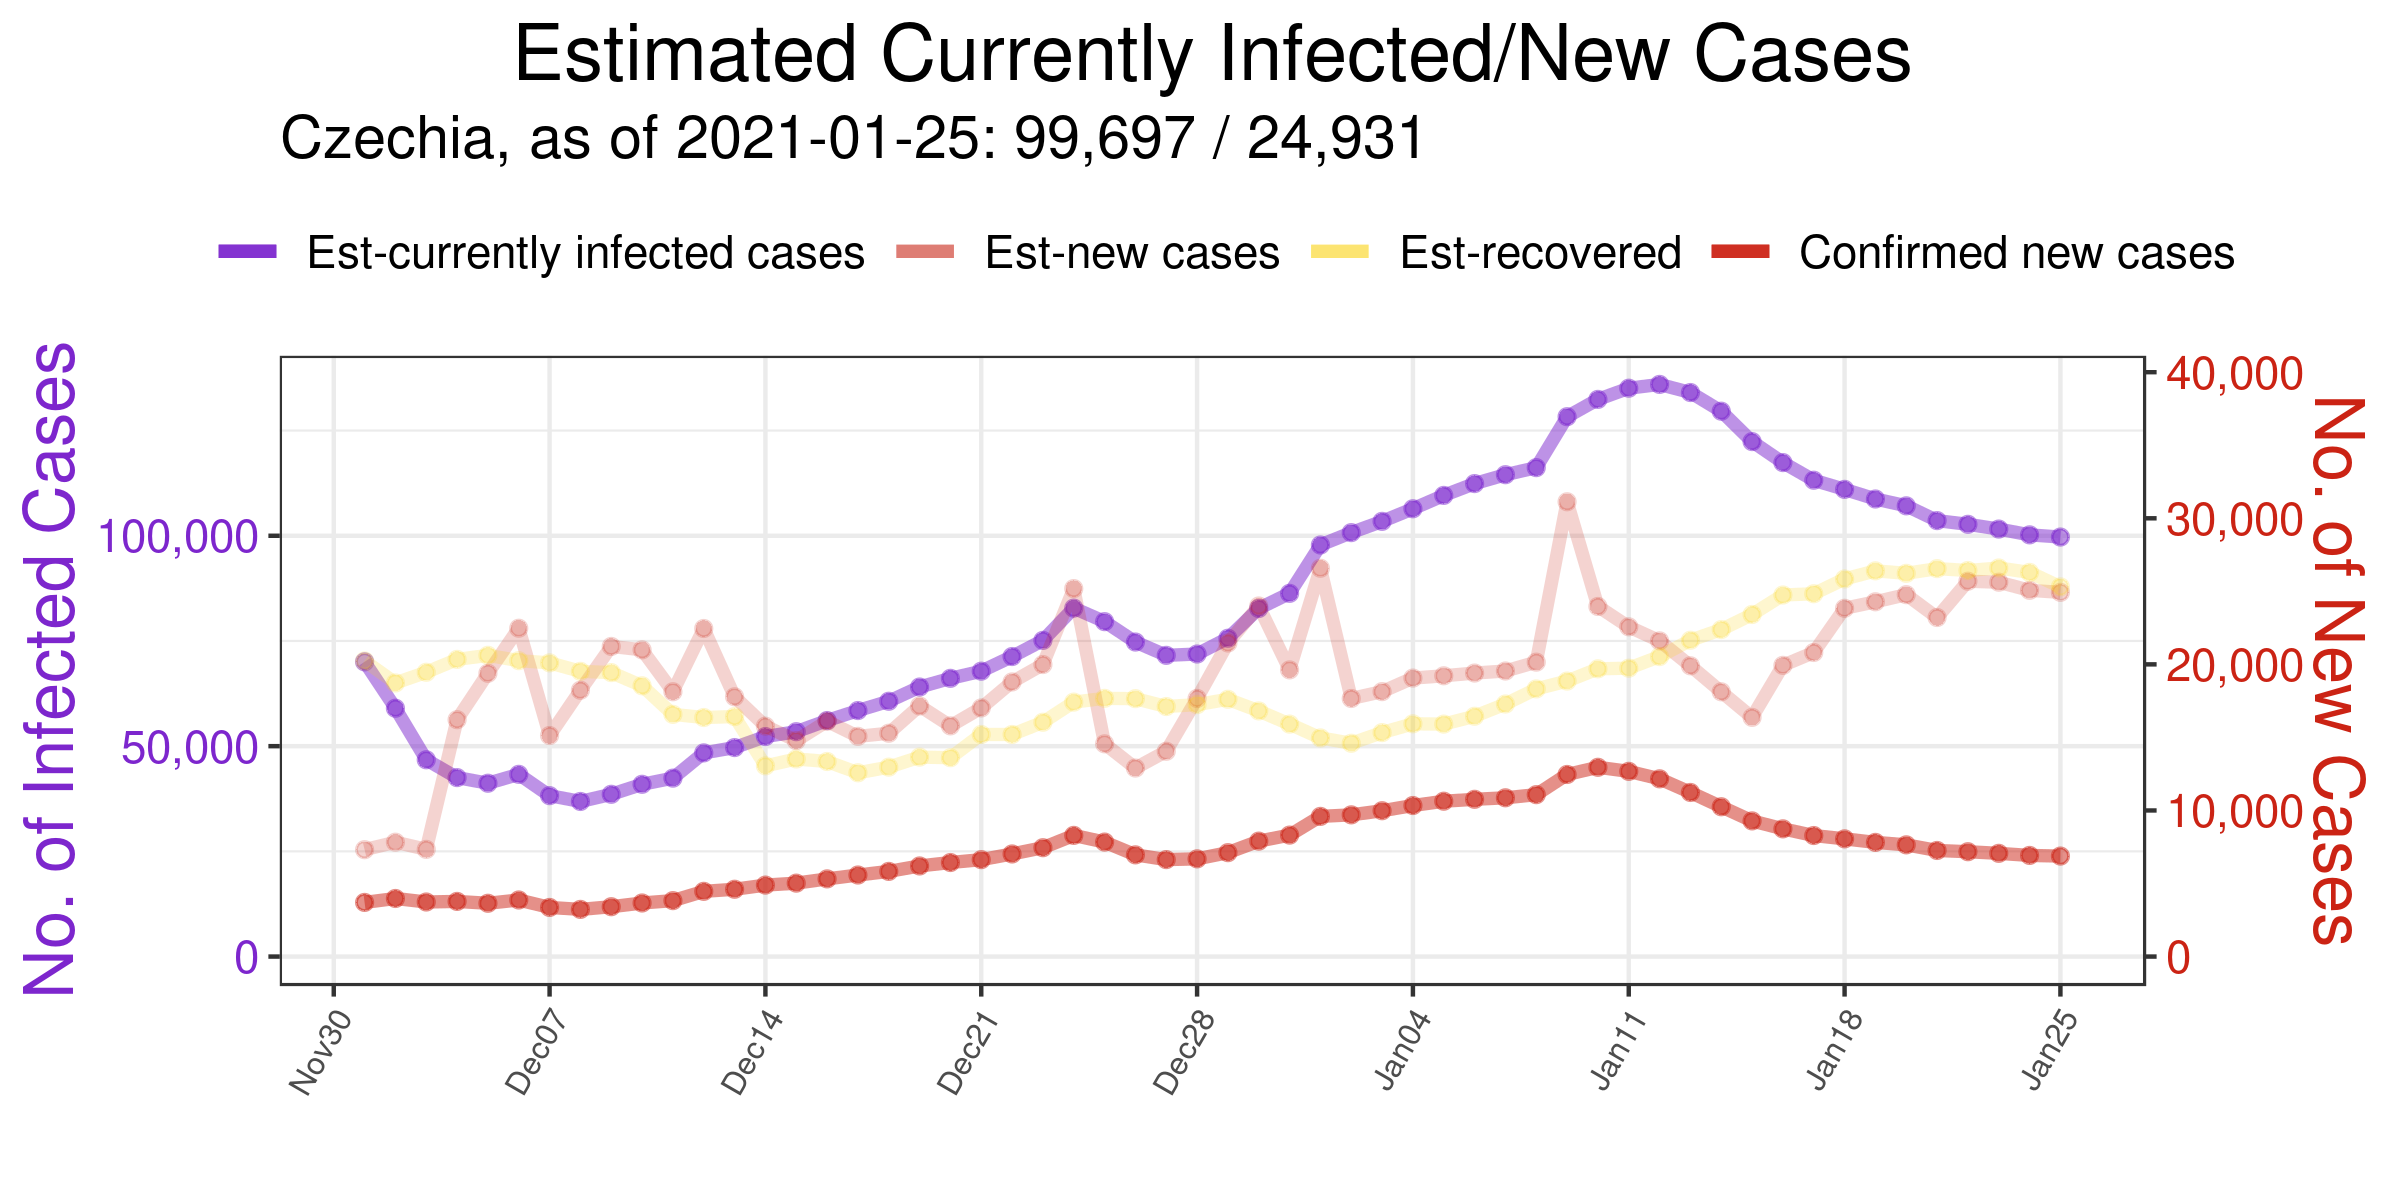 Estimated Currently Infected/New Cases
Czechia, as of 2021-01-25: 99,697 / 24,931
Est-currently infected cases Est-new cases Est-recovered Confirmed new cases
No. of Infected Cases
100,000
50,000
0
40,000
30,000
20,000
10,000
0
No. of New Cases
Nov30 Dec07 Dec14 Dec21 Dec28 Jan04 Jan11 Jan18 Jan25